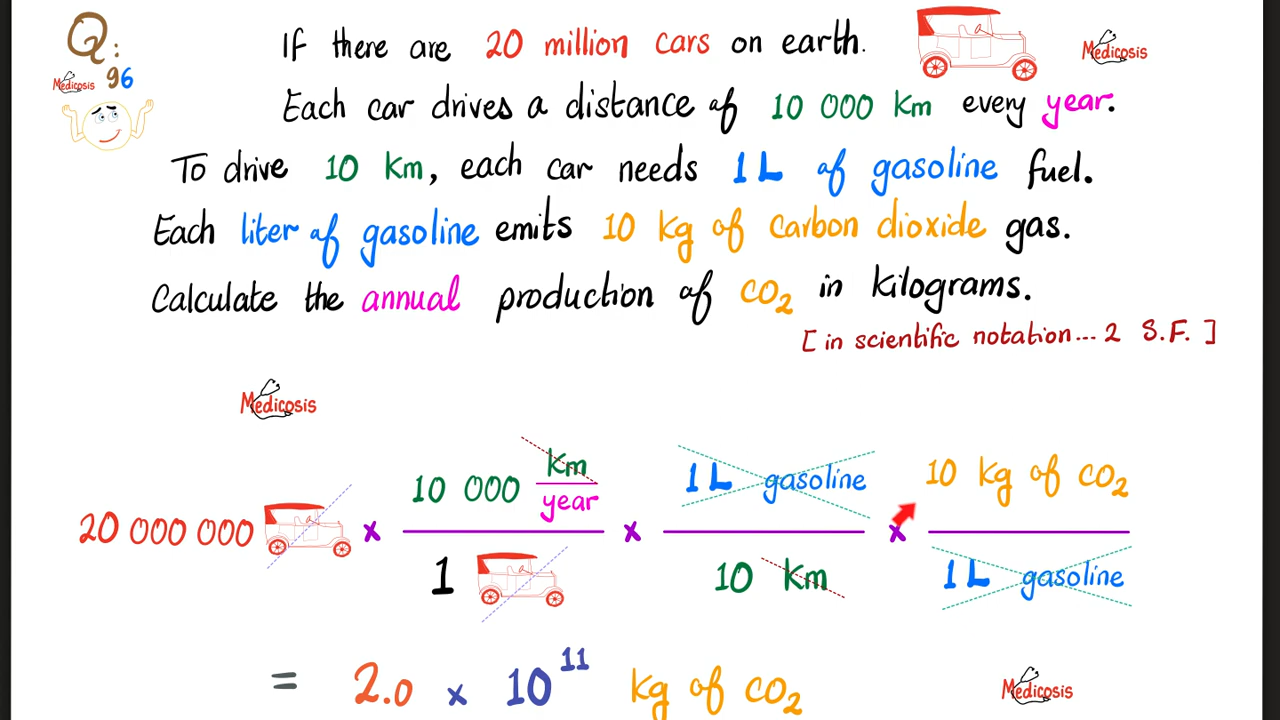 Q: 96
Medicosis
If there are 20 million cars on earth.
Medicosis
Each car drives a distance of 10 000 Km every year.
To drive 10 Km, each car needs 1 L of gasoline fuel.
Each liter of gasoline emits 10 kg of carbon dioxide gas.
Calculate the annual production of CO₂ in kilograms.
[in scientific notation... 2 S.F.]
Medicosis
10 000 Km/year 1 L gasoline 10 kg of CO₂
20 000 000 x x x
1 10 Km 1 L gasoline
= 2.0 x 10¹¹ kg of CO₂
Medicosis